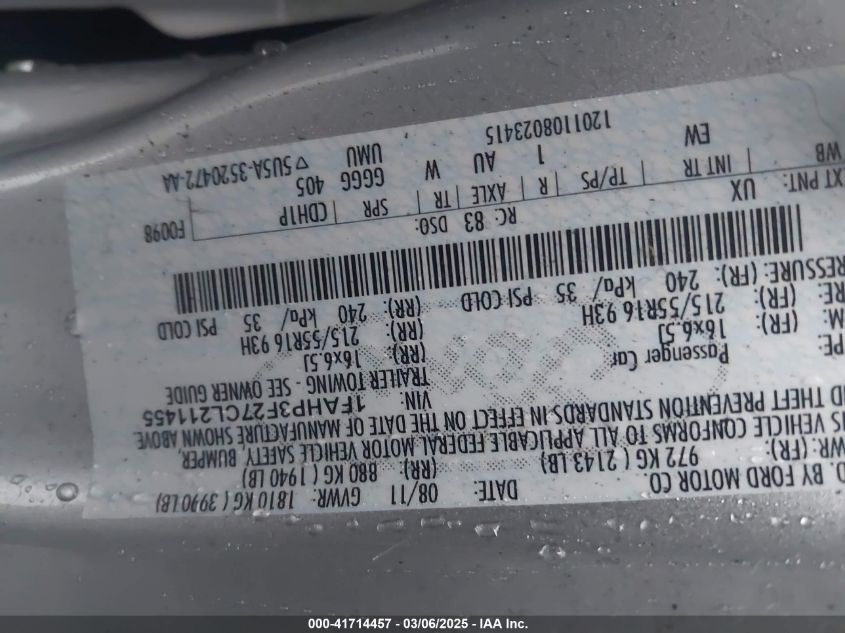 D. BY FORD MOTOR CO
DATE: 08/11 GVWR: 1810 KG ( 3990 LB)
WR: (FR): 972 KG ( 2143 LB) (RR): 880 KG ( 1940 LB)
IS VEHICLE CONFORMS TO ALL APPLICABLE FEDERAL MOTOR VEHICLE SAFETY, BUMPER,
D THEFT PREVENTION STANDARDS IN EFFECT ON THE DATE OF MANUFACTURE SHOWN ABOVE
VIN: 1FAHP3F27CL211455
PE: Passenger Car TRAILER TOWING - SEE OWNER GUIDE
M: (FR): 16x6.5J (RR): 16x6.5J
RE: (FR): 215/55R16 93H (RR): 215/55R16 93H
RESSURE: (FR): 240 kPa/ 35 PSI COLD (RR): 240 kPa/ 35 PSI COLD
XT PNT: UX RC: 83 DSO: F0098
WB | INT TR | TP/PS | R | AXLE | TR | SPR | CDH1P
EW 1 AU W GGGG 405
UMU
1201108023415 ▽ 5U5A-3520472-AA
000-41714457 - 03/06/2025 - IAA Inc.